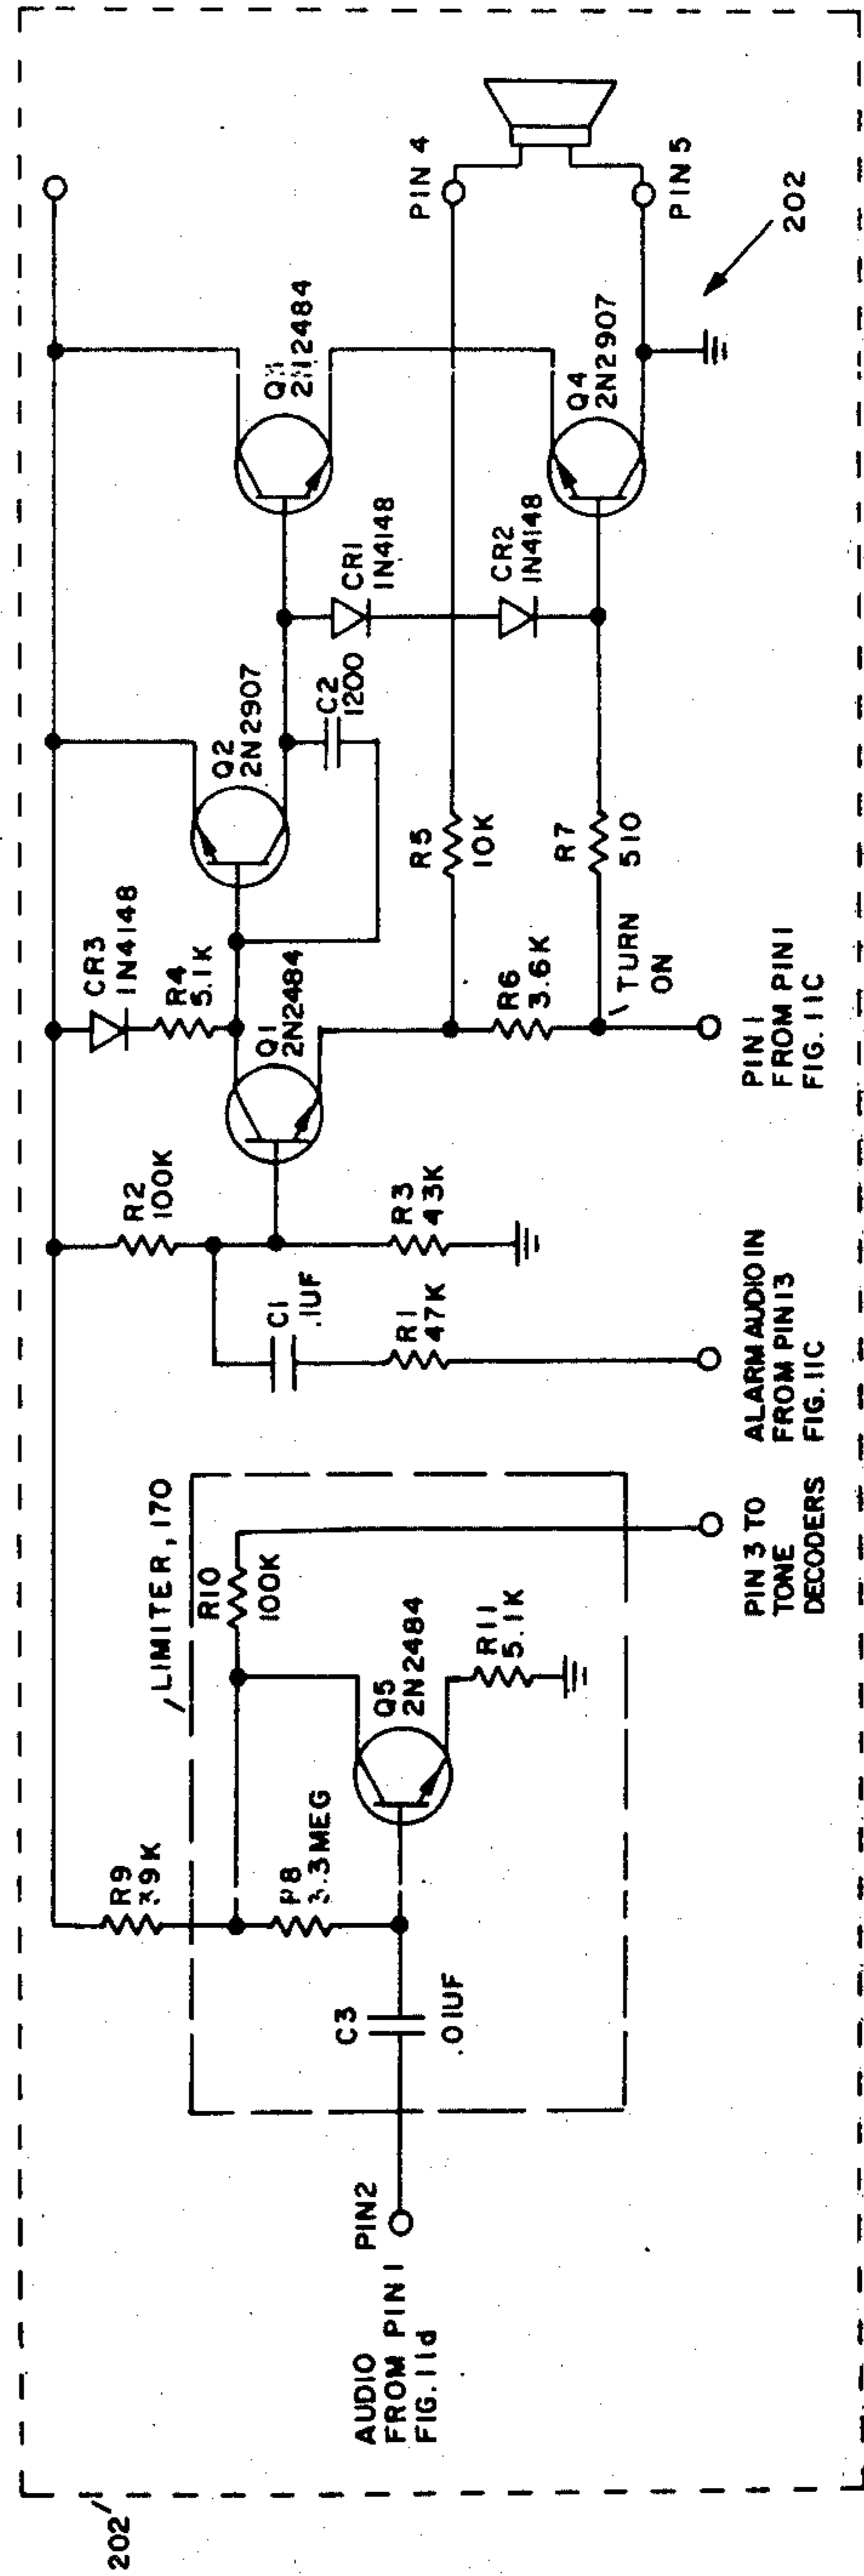 202
AUDIO
FROM PIN 1
FIG. 11d
PIN2
C3
.01UF
R9
39K
R8
3.3MEG
LIMITER, 170
R10
100K
Q5
2N2484
R11
5.1K
PIN 3 TO
TONE
DECODERS
ALARM AUDIO IN
FROM PIN 13
FIG. 11C
C1
.1UF
R1
47K
R2
100K
R3
43K
CR3
1N4148
R4
5.1K
Q1
2N2484
Q2
2N2907
C2
1200
R5
10K
R6
3.6K
R7
510
TURN
ON
PIN 1
FROM PIN 1
FIG. 11C
CR1
1N4148
CR2
1N4148
2N2484
Q4
2N2907
PIN 4
PIN 5
202